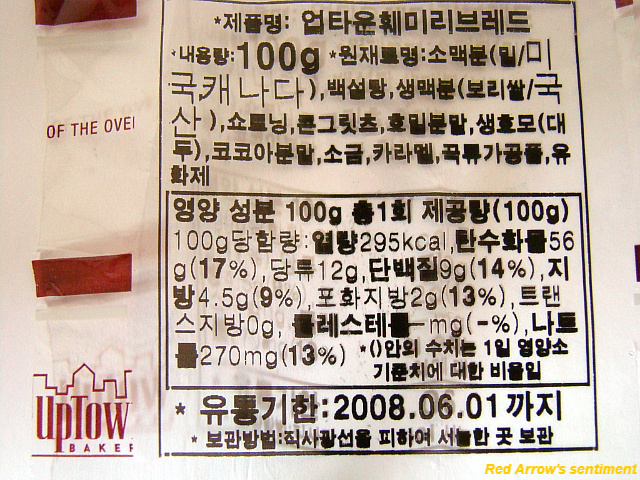 *제품명: 업타운훼미리브레드
*내용량:100g *원재료명:소맥분(밀/미
국,캐나다),백설탕,생맥분(보리쌀/국
산),쇼트닝,콘그릿츠,호밀분말,생효모(대
두),코코아분말,소금,카라멜,곡류가공품,유
화제
영양 성분 100g 총1회 제공량(100g)
100g당함량:열량295kcal,탄수화물56
g(17%),당류12g,단백질9g(14%),지
방4.5g(9%),포화지방2g(13%),트랜
스지방0g, 콜레스테롤-mg(-%),나트
륨270mg(13%) *()안의 수치는 1일 영양소
기준치에 대한 비율임
* 유통기한:2008.06.01까지
* 보관방법:직사광선을 피하여 서늘한 곳 보관
OF THE OVE
UpTow
BAKER
Red Arrow's sentiment